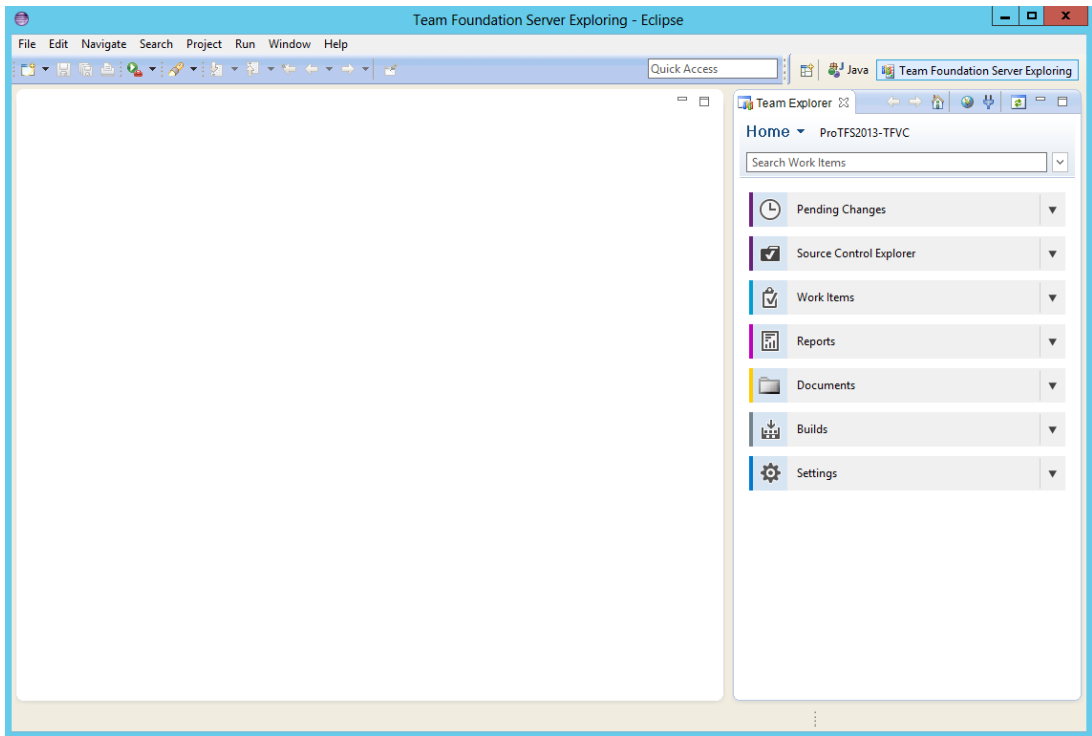 Team Foundation Server Exploring - Eclipse
File Edit Navigate Search Project Run Window Help
Quick Access
Java
Team Foundation Server Exploring
Team Explorer
Home
ProTFS2013-TFVC
Search Work Items
Pending Changes
Source Control Explorer
Work Items
Reports
Documents
Builds
Settings